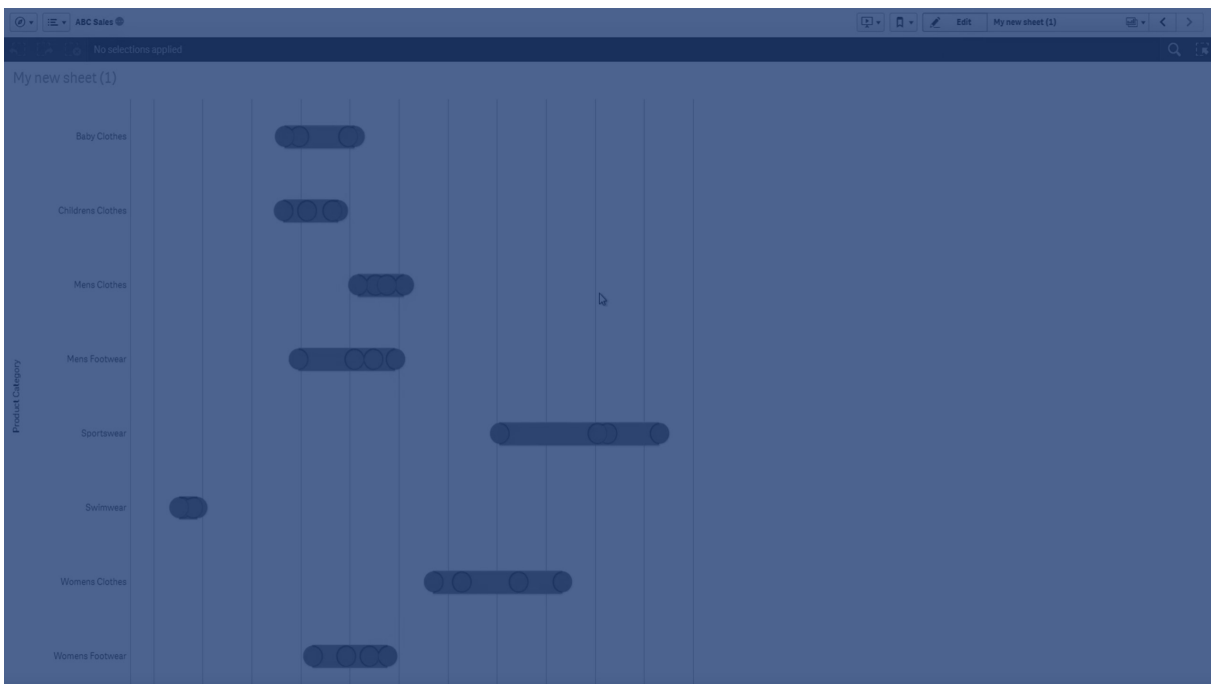 ABC Sales
Edit
My new sheet (1)
No selections applied
My new sheet (1)
Product Category
Baby Clothes
Childrens Clothes
Mens Clothes
Mens Footwear
Sportswear
Swimwear
Womens Clothes
Womens Footwear